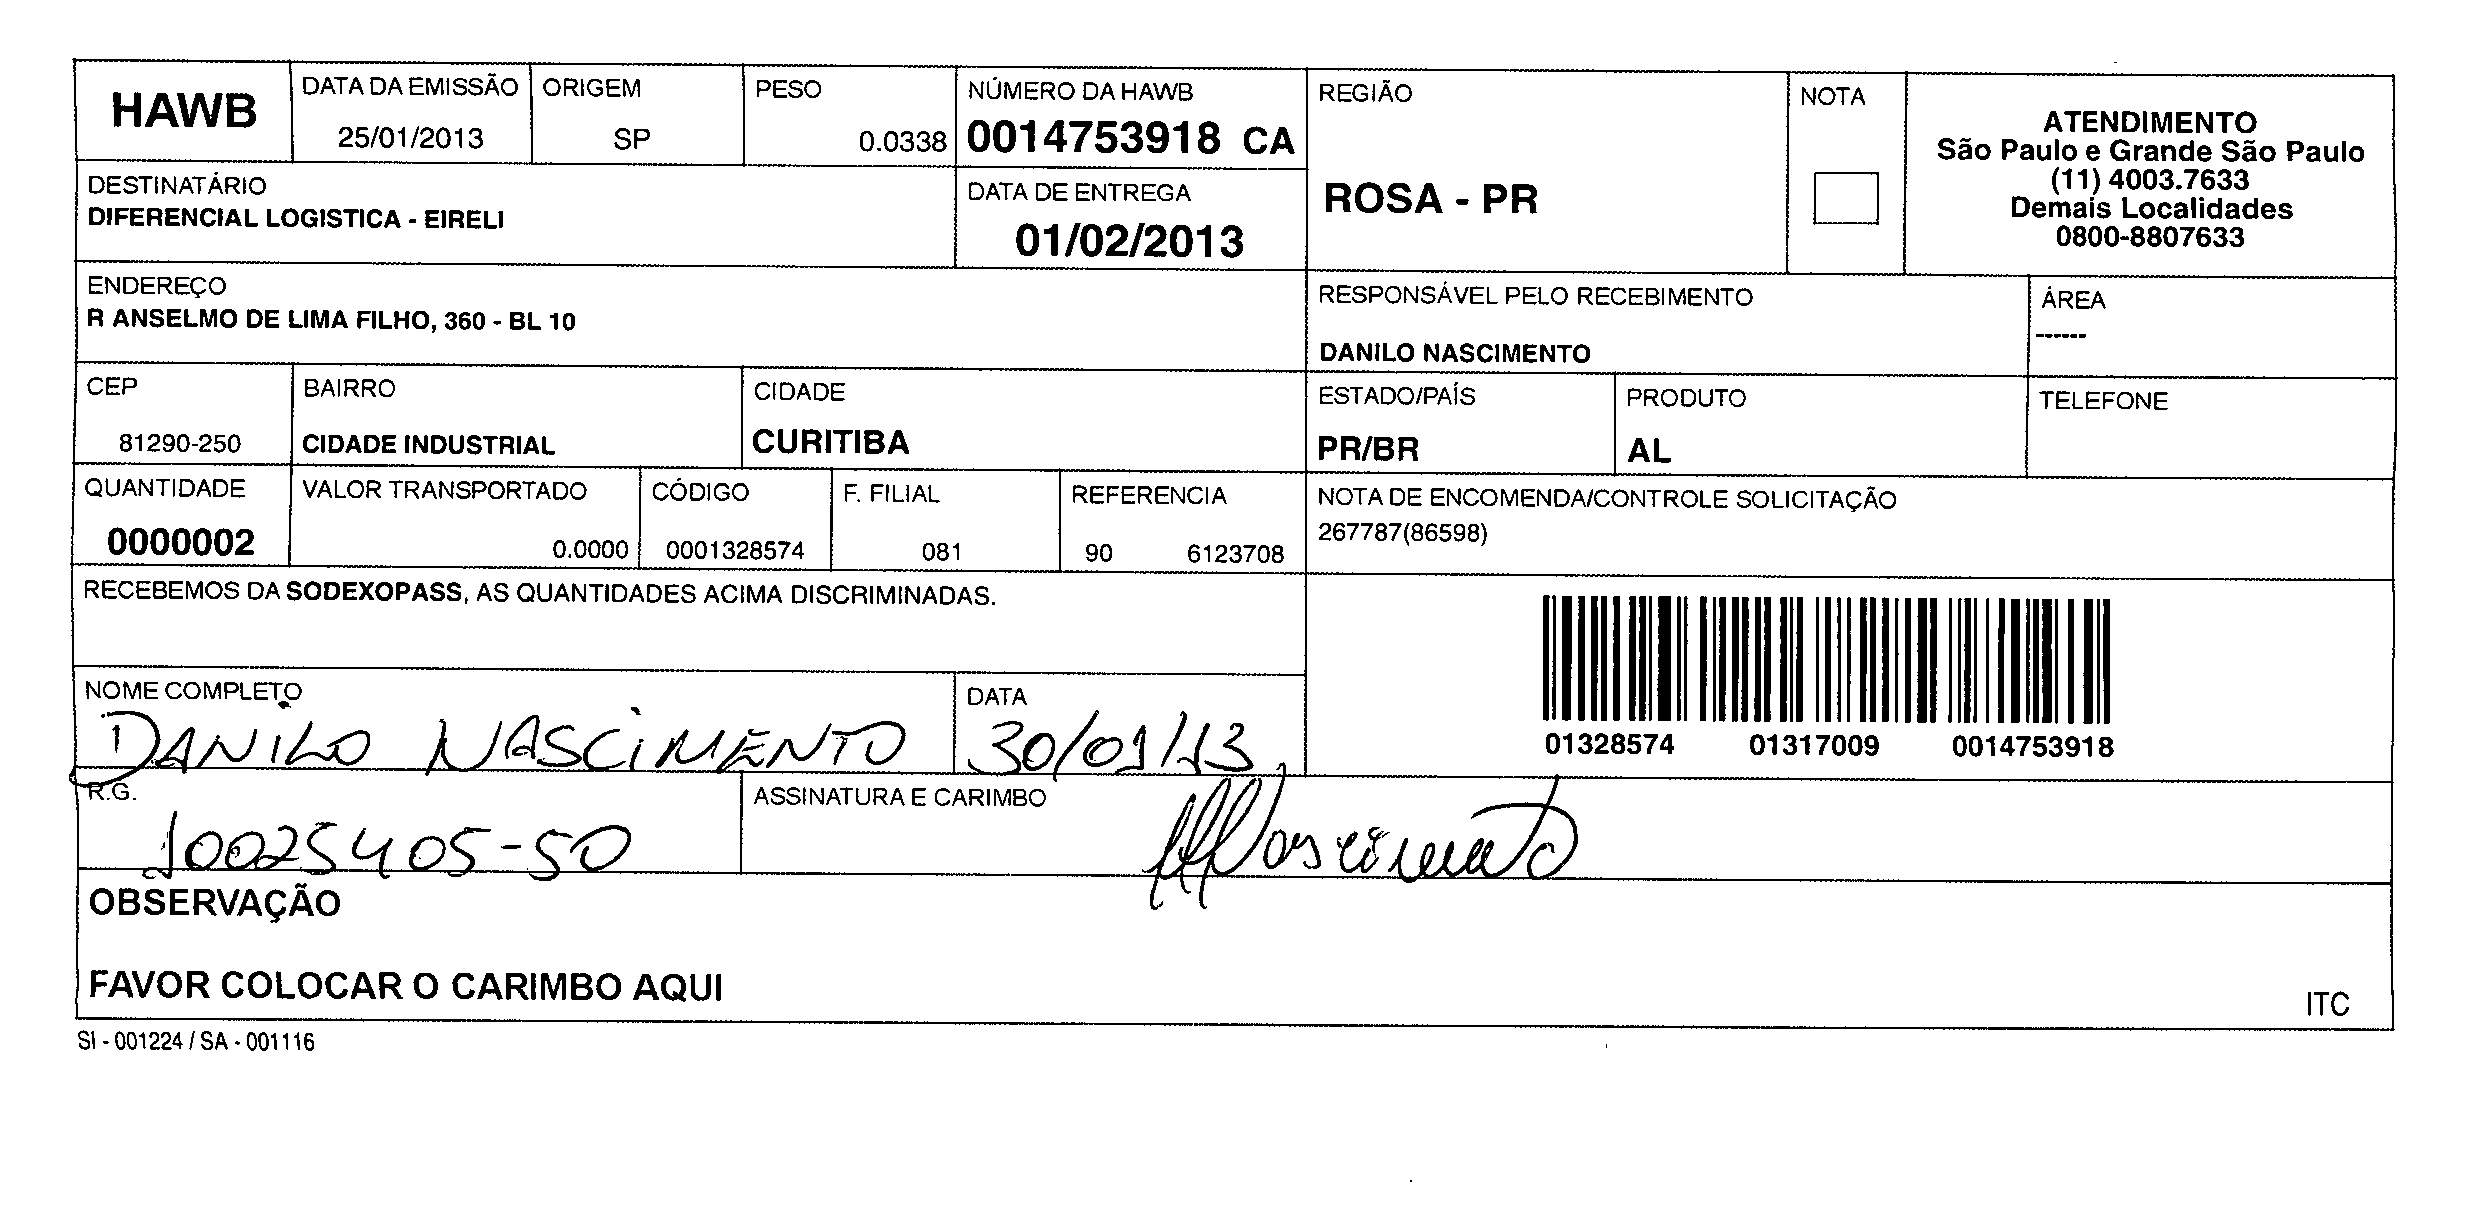 HAWB
DATA DA EMISSÃO
25/01/2013
ORIGEM
SP
PESO
0.0338
NÚMERO DA HAWB
0014753918 CA
REGIÃO
ROSA - PR
NOTA
ATENDIMENTO
São Paulo e Grande São Paulo
(11) 4003.7633
Demais Localidades
0800-8807633
DESTINATÁRIO
DIFERENCIAL LOGISTICA - EIRELI
DATA DE ENTREGA
01/02/2013
ENDEREÇO
R ANSELMO DE LIMA FILHO, 360 - BL 10
RESPONSÁVEL PELO RECEBIMENTO
DANILO NASCIMENTO
ÁREA
------
CEP
81290-250
BAIRRO
CIDADE INDUSTRIAL
CIDADE
CURITIBA
ESTADO/PAÍS
PR/BR
PRODUTO
AL
TELEFONE
QUANTIDADE
0000002
VALOR TRANSPORTADO
0.0000
CÓDIGO
0001328574
F. FILIAL
081
REFERENCIA
90 6123708
NOTA DE ENCOMENDA/CONTROLE SOLICITAÇÃO
267787(86598)
RECEBEMOS DA SODEXOPASS, AS QUANTIDADES ACIMA DISCRIMINADAS.
01328574 01317009 0014753918
NOME COMPLETO
DANILO NASCIMENTO
DATA
30/01/13
R.G.
10025405-50
ASSINATURA E CARIMBO
Nascimento
OBSERVAÇÃO
FAVOR COLOCAR O CARIMBO AQUI
ITC
SI - 001224 / SA - 001116